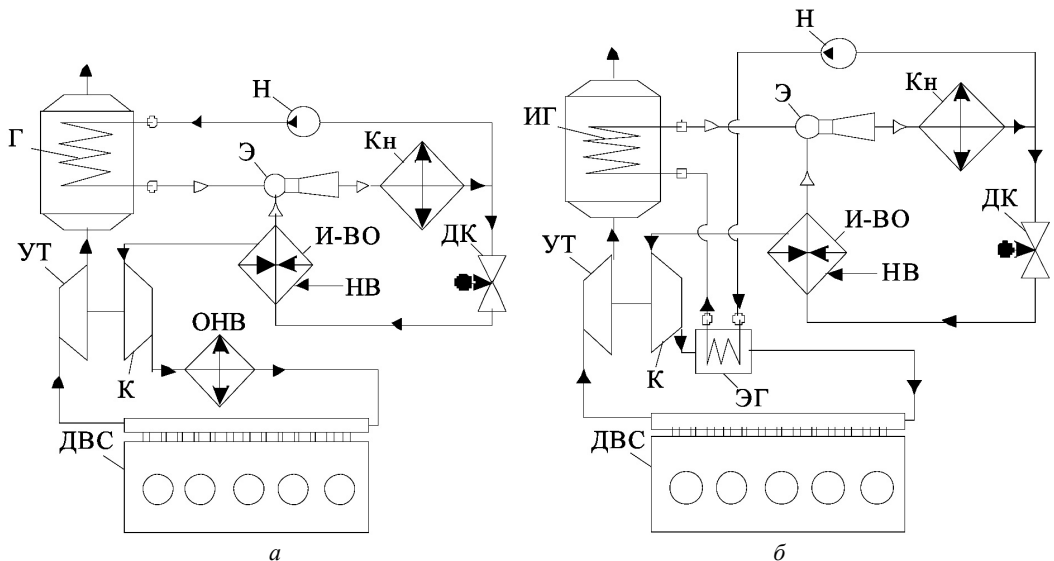 Н
Г
Э
Кн
УТ
И-ВО
ДК
НВ
ОНВ
К
ДВС
а
Н
ИГ
Э
Кн
УТ
И-ВО
ДК
НВ
К
ЭГ
ДВС
б